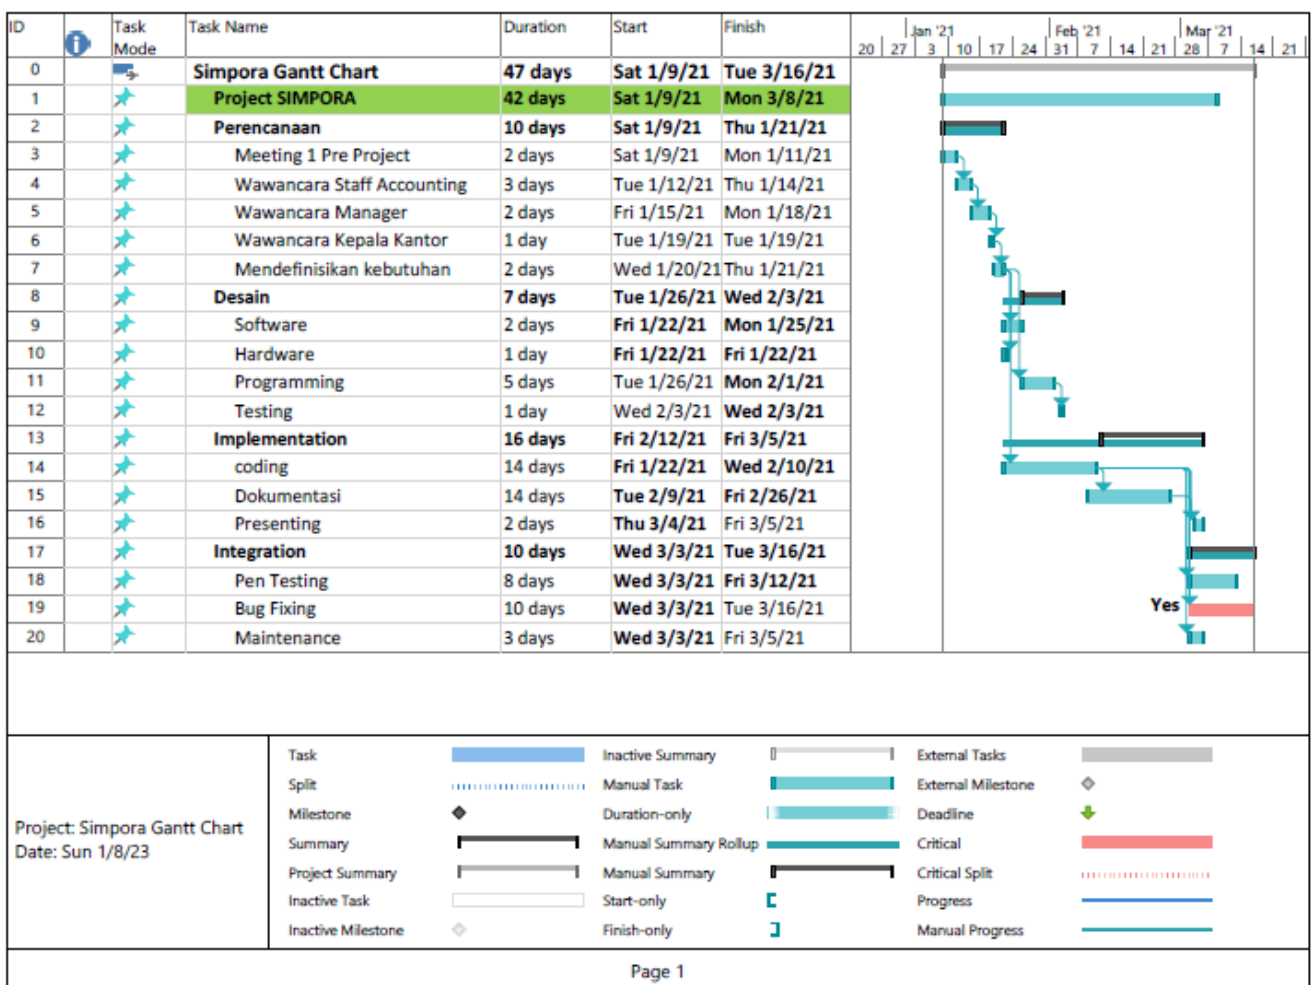 ID Task Mode Task Name Duration Start Finish
Jan '21 Feb '21 Mar '21
20 27 3 10 17 24 31 7 14 21 28 7 14 21
0 Simpora Gantt Chart 47 days Sat 1/9/21 Tue 3/16/21
1 Project SIMPORA 42 days Sat 1/9/21 Mon 3/8/21
2 Perencanaan 10 days Sat 1/9/21 Thu 1/21/21
3 Meeting 1 Pre Project 2 days Sat 1/9/21 Mon 1/11/21
4 Wawancara Staff Accounting 3 days Tue 1/12/21 Thu 1/14/21
5 Wawancara Manager 2 days Fri 1/15/21 Mon 1/18/21
6 Wawancara Kepala Kantor 1 day Tue 1/19/21 Tue 1/19/21
7 Mendefinisikan kebutuhan 2 days Wed 1/20/21 Thu 1/21/21
8 Desain 7 days Tue 1/26/21 Wed 2/3/21
9 Software 2 days Fri 1/22/21 Mon 1/25/21
10 Hardware 1 day Fri 1/22/21 Fri 1/22/21
11 Programming 5 days Tue 1/26/21 Mon 2/1/21
12 Testing 1 day Wed 2/3/21 Wed 2/3/21
13 Implementation 16 days Fri 2/12/21 Fri 3/5/21
14 coding 14 days Fri 1/22/21 Wed 2/10/21
15 Dokumentasi 14 days Tue 2/9/21 Fri 2/26/21
16 Presenting 2 days Thu 3/4/21 Fri 3/5/21
17 Integration 10 days Wed 3/3/21 Tue 3/16/21
18 Pen Testing 8 days Wed 3/3/21 Fri 3/12/21
19 Bug Fixing 10 days Wed 3/3/21 Tue 3/16/21 Yes
20 Maintenance 3 days Wed 3/3/21 Fri 3/5/21
Project: Simpora Gantt Chart
Date: Sun 1/8/23
Task Inactive Summary External Tasks
Split Manual Task External Milestone
Milestone Duration-only Deadline
Summary Manual Summary Rollup Critical
Project Summary Manual Summary Critical Split
Inactive Task Start-only Progress
Inactive Milestone Finish-only Manual Progress
Page 1